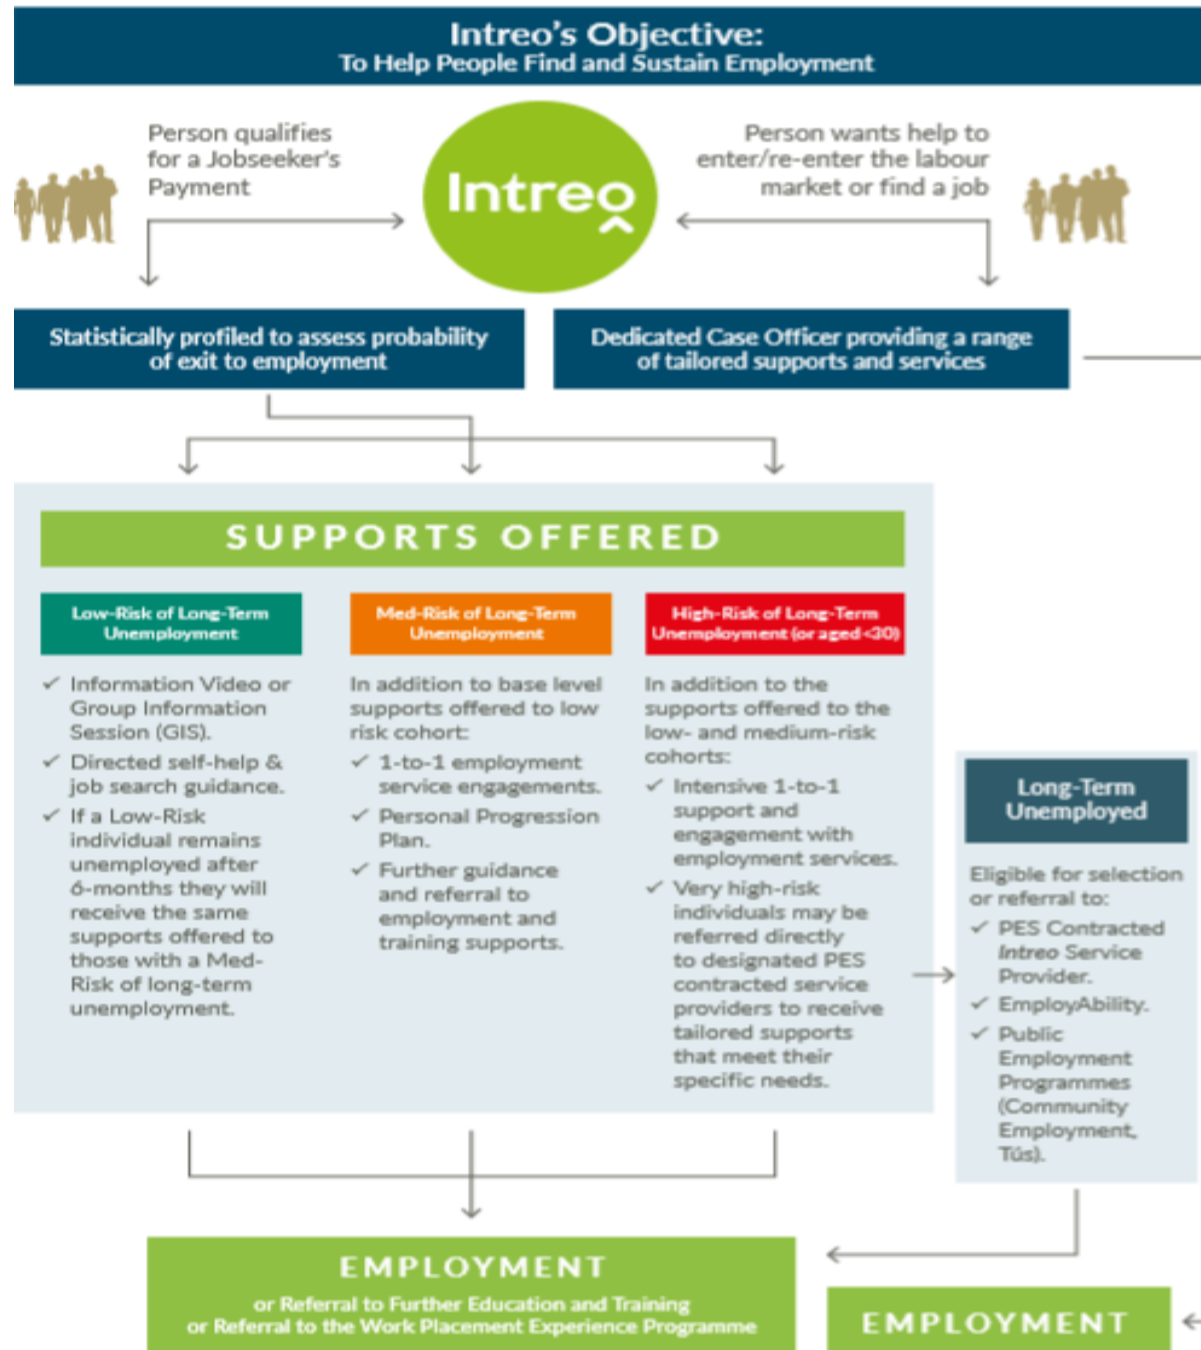 Intreo's Objective:
To Help People Find and Sustain Employment
Person qualifies
for a Jobseeker's
Payment
Intreo
Person wants help to
enter/re-enter the labour
market or find a job
Statistically profiled to assess probability
of exit to employment
Dedicated Case Officer providing a range
of tailored supports and services
SUPPORTS OFFERED
Low-Risk of Long-Term
Unemployment
✓ Information Video or
Group Information
Session (GIS).
✓ Directed self-help &
job search guidance.
✓ If a Low-Risk
individual remains
unemployed after
6-months they will
receive the same
supports offered to
those with a Med-
Risk of long-term
unemployment.
Med-Risk of Long-Term
Unemployment
In addition to base level
supports offered to low
risk cohort:
✓ 1-to-1 employment
service engagements.
✓ Personal Progression
Plan.
✓ Further guidance
and referral to
employment and
training supports.
High-Risk of Long-Term
Unemployment (or aged <30)
In addition to the
supports offered to the
low- and medium-risk
cohorts:
✓ Intensive 1-to-1
support and
engagement with
employment services.
✓ Very high-risk
individuals may be
referred directly
to designated PES
contracted service
providers to receive
tailored supports
that meet their
specific needs.
Long-Term
Unemployed
Eligible for selection
or referral to:
✓ PES Contracted
Intreo Service
Provider.
✓ EmployAbility.
✓ Public
Employment
Programmes
(Community
Employment,
Tús).
EMPLOYMENT
or Referral to Further Education and Training
or Referral to the Work Placement Experience Programme
EMPLOYMENT